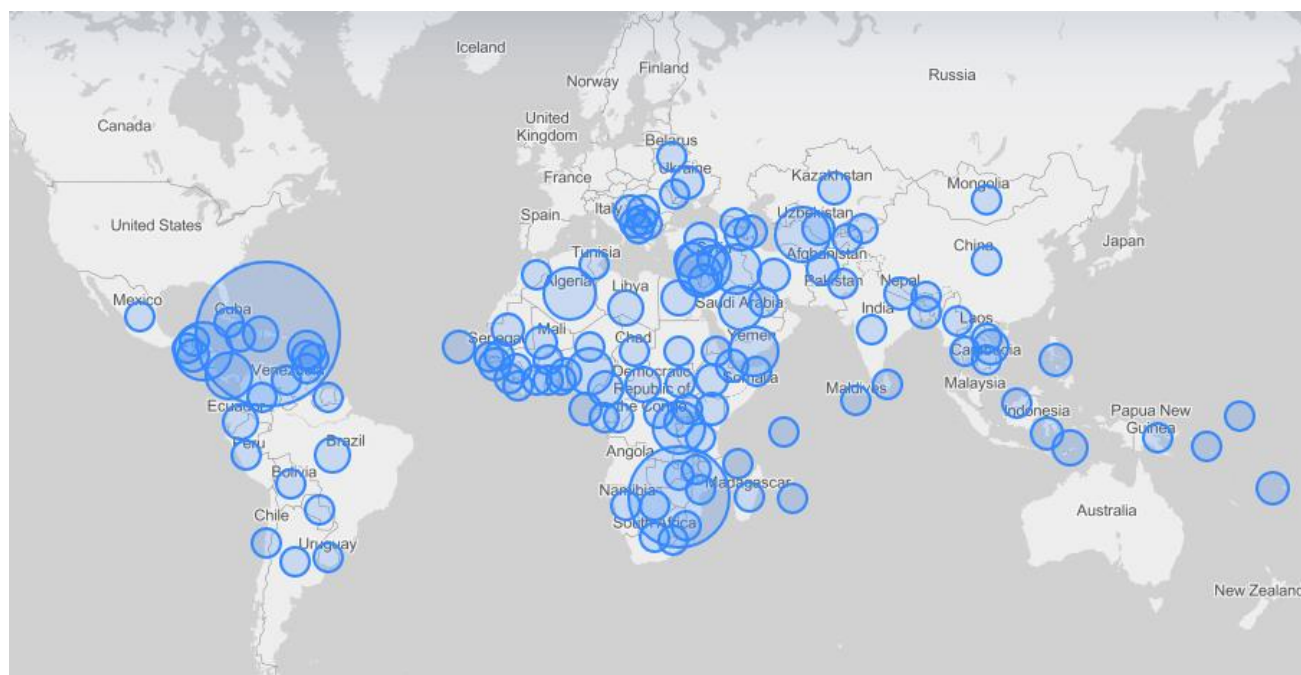 Iceland
Finland
Norway
Russia
Canada
United
Kingdom
Belarus
Ukraine
France
Kazakhstan
Mongolia
Italy
Spain
Uzbekistan
United States
Japan
China
Tunisia
Afghanistan
Algeria
Libya
Pakistan
Nepal
Mexico
Cuba
Saudi Arabia
India
Laos
Senegal
Mali
Chad
Yemen
Cambodia
Venezuela
Democratic
Republic of
the Congo
Somalia
Maldives
Malaysia
Ecuador
Indonesia
Papua New
Guinea
Peru
Brazil
Angola
Bolivia
Namibia
Madagascar
Chile
South Africa
Australia
Uruguay
New Zealand